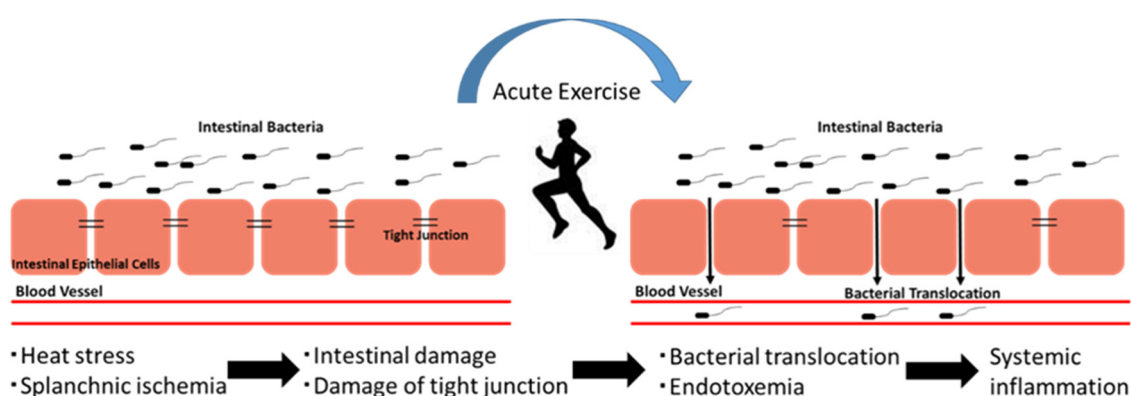 Acute Exercise
Intestinal Bacteria
Tight Junction
Intestinal Epithelial Cells
Blood Vessel
Intestinal Bacteria
Blood Vessel
Bacterial Translocation
・Heat stress
・Splanchnic ischemia
・Intestinal damage
・Damage of tight junction
・Bacterial translocation
・Endotoxemia
Systemic
inflammation